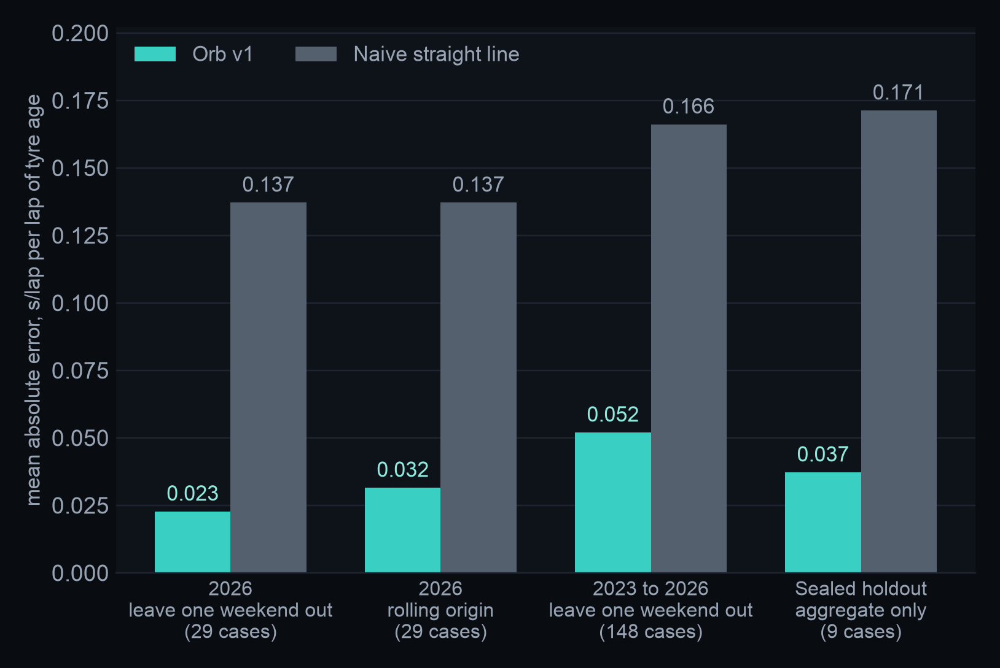 mean absolute error, s/lap per lap of tyre age
0.200
0.175
0.150
0.125
0.100
0.075
0.050
0.025
0.000
Orb v1
Naive straight line
0.023
0.137
0.032
0.137
0.052
0.166
0.037
0.171
2026
leave one weekend out
(29 cases)
2026
rolling origin
(29 cases)
2023 to 2026
leave one weekend out
(148 cases)
Sealed holdout
aggregate only
(9 cases)